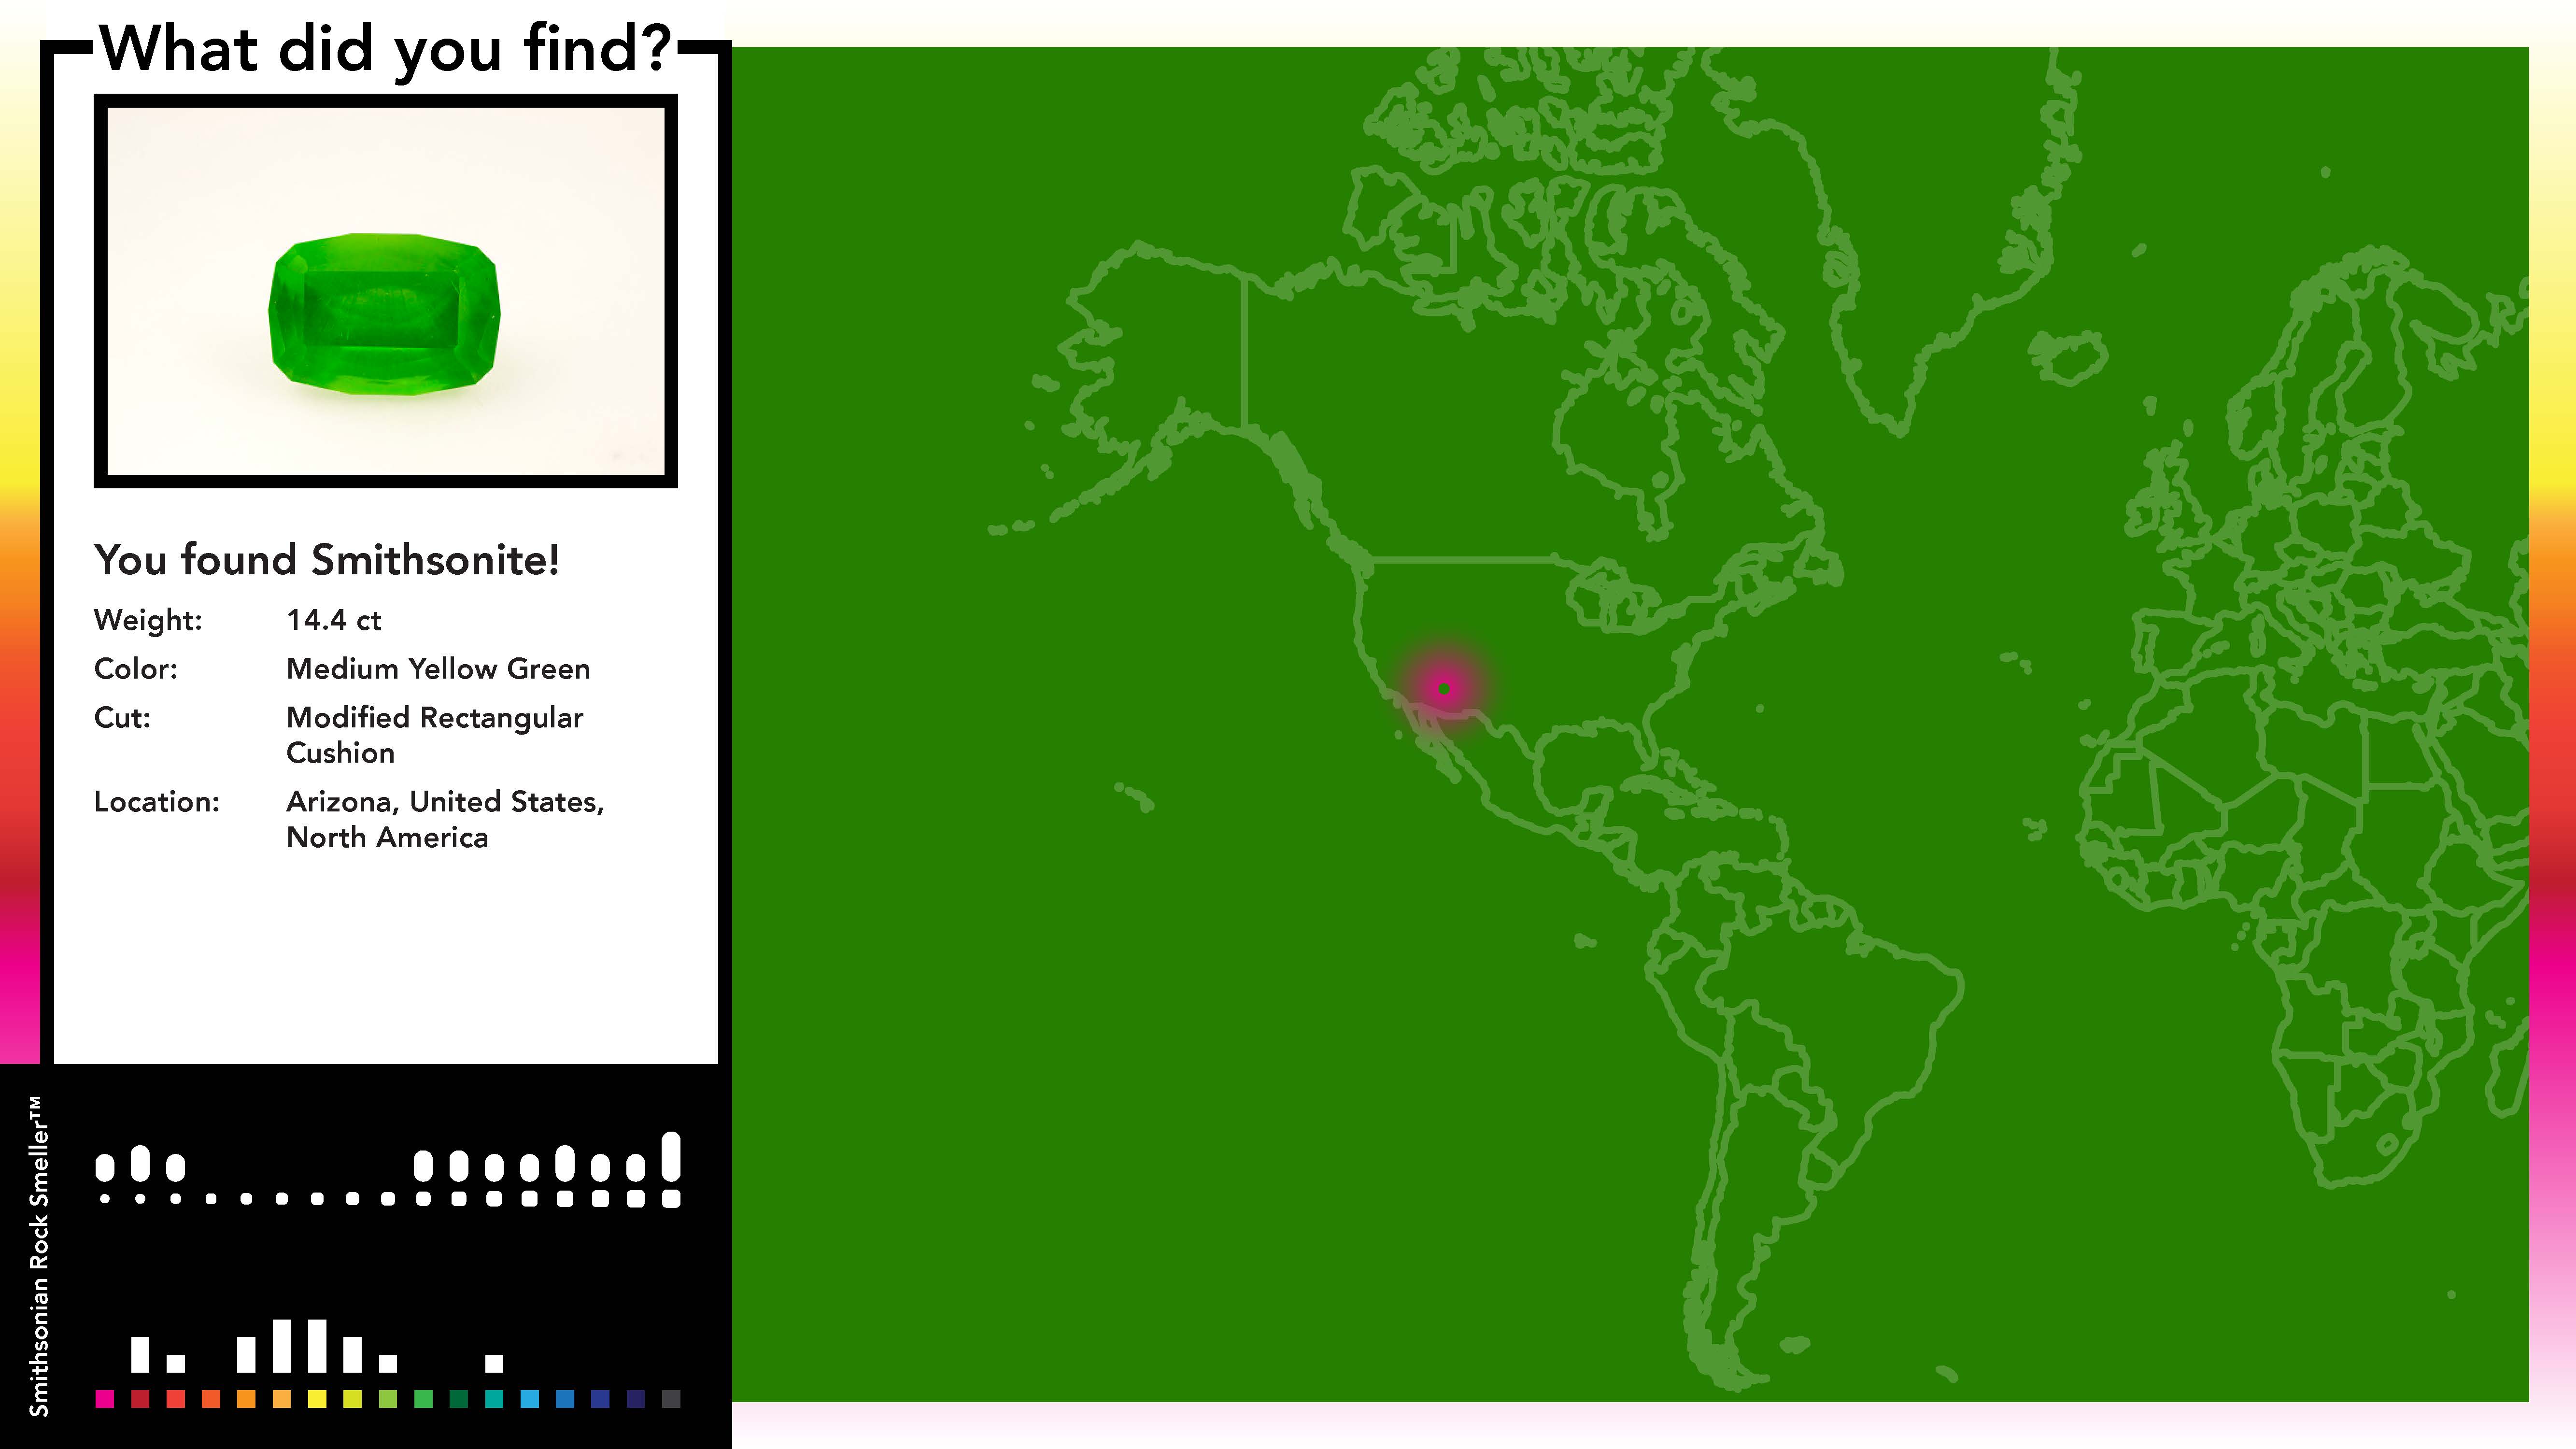 What did you find?
You found Smithsonite!
Weight: 14.4 ct
Color: Medium Yellow Green
Cut: Modified Rectangular
Cushion
Location: Arizona, United States,
North America
Smithsonian Rock Smeller™